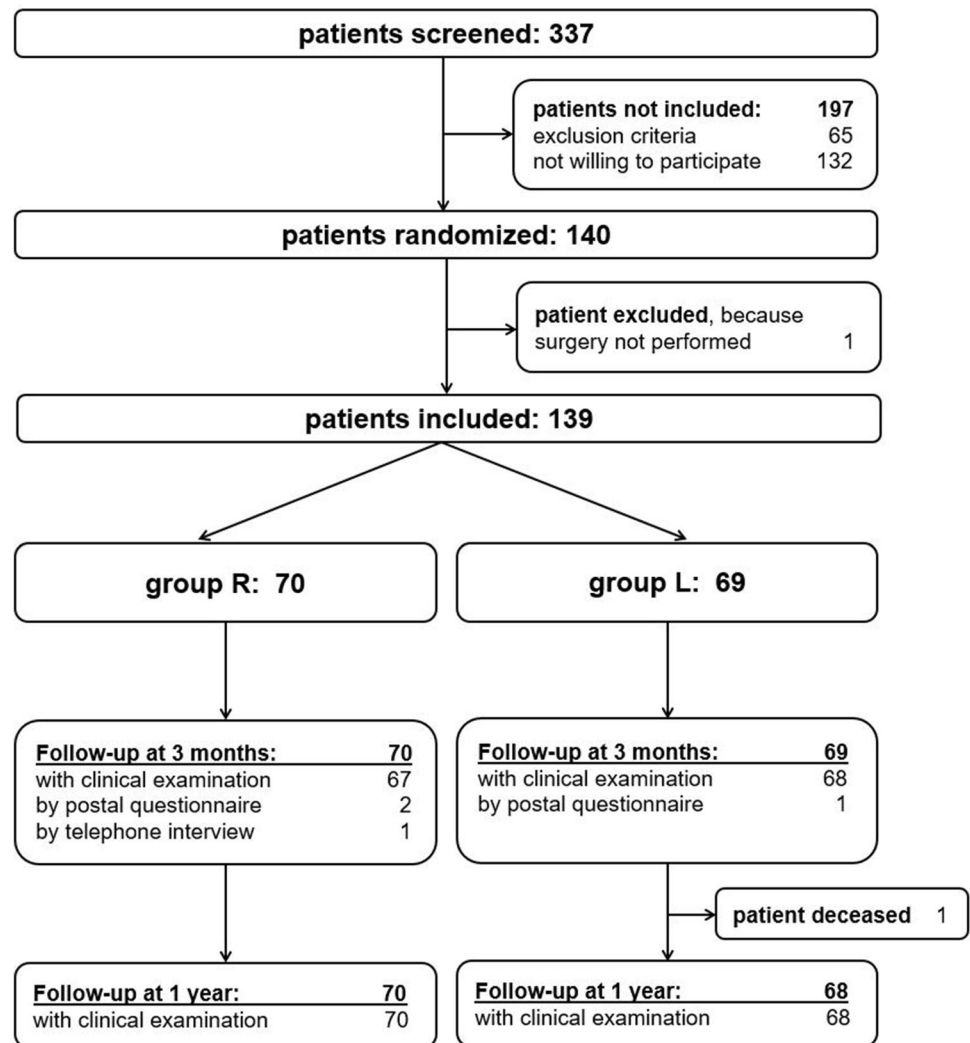 patients screened: 337
patients not included: 197
exclusion criteria 65
not willing to participate 132
patients randomized: 140
patient excluded, because
surgery not performed 1
patients included: 139
group R: 70
group L: 69
Follow-up at 3 months: 70
with clinical examination 67
by postal questionnaire 2
by telephone interview 1
Follow-up at 3 months: 69
with clinical examination 68
by postal questionnaire 1
patient deceased 1
Follow-up at 1 year: 70
with clinical examination 70
Follow-up at 1 year: 68
with clinical examination 68